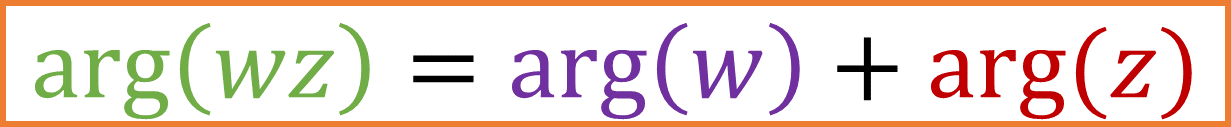 arg(wz) = arg(w) + arg(z)